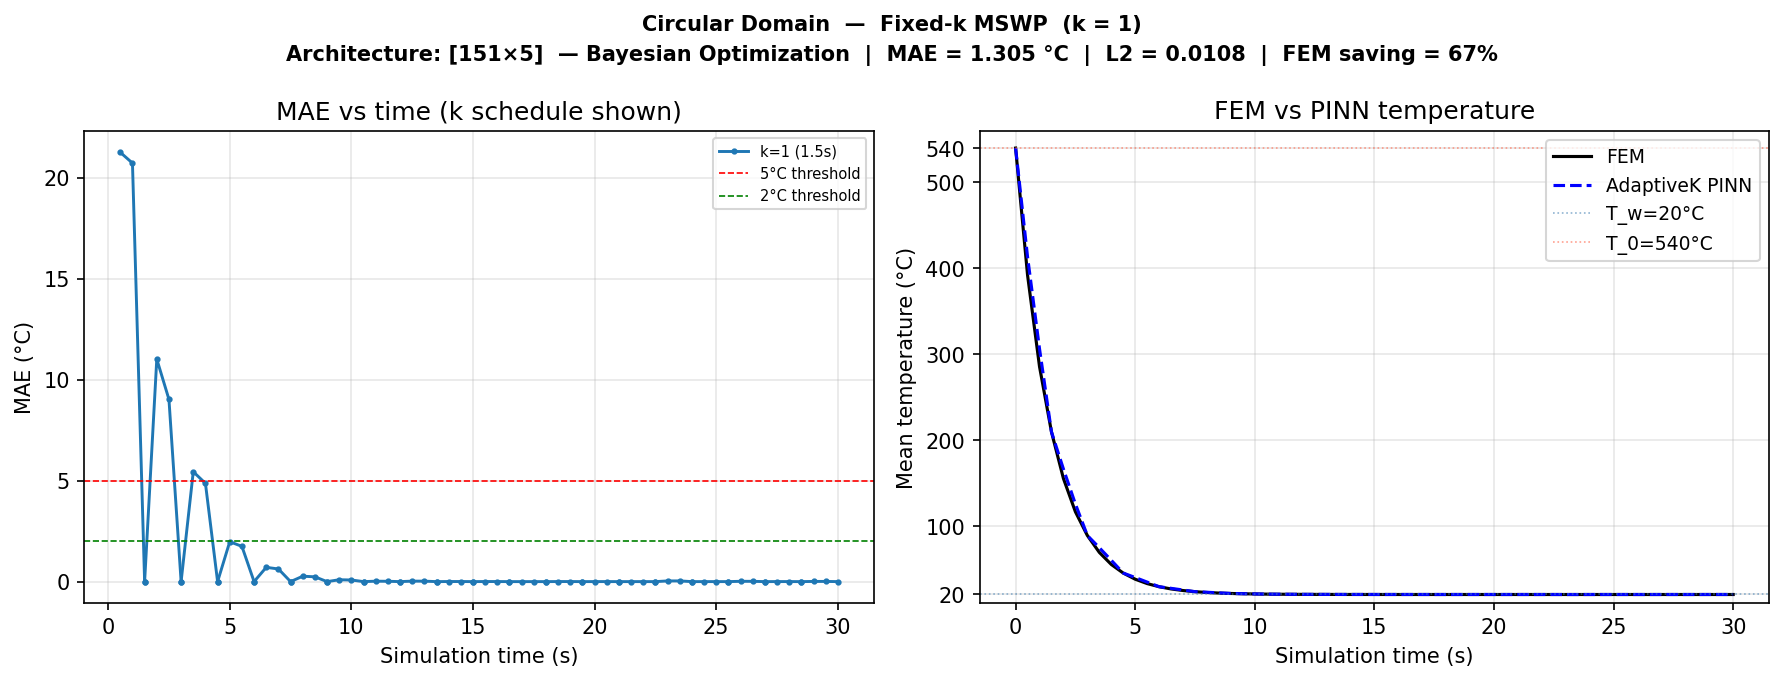 Circular Domain — Fixed-k MSWP (k = 1)
Architecture: [151×5] — Bayesian Optimization | MAE = 1.305 °C | L2 = 0.0108 | FEM saving = 67%
MAE vs time (k schedule shown)
MAE (°C)
20
15
10
5
0
k=1 (1.5s)
5°C threshold
2°C threshold
0 5 10 15 20 25 30
Simulation time (s)
FEM vs PINN temperature
Mean temperature (°C)
540
500
400
300
200
100
20
FEM
AdaptiveK PINN
T_w=20°C
T_0=540°C
0 5 10 15 20 25 30
Simulation time (s)